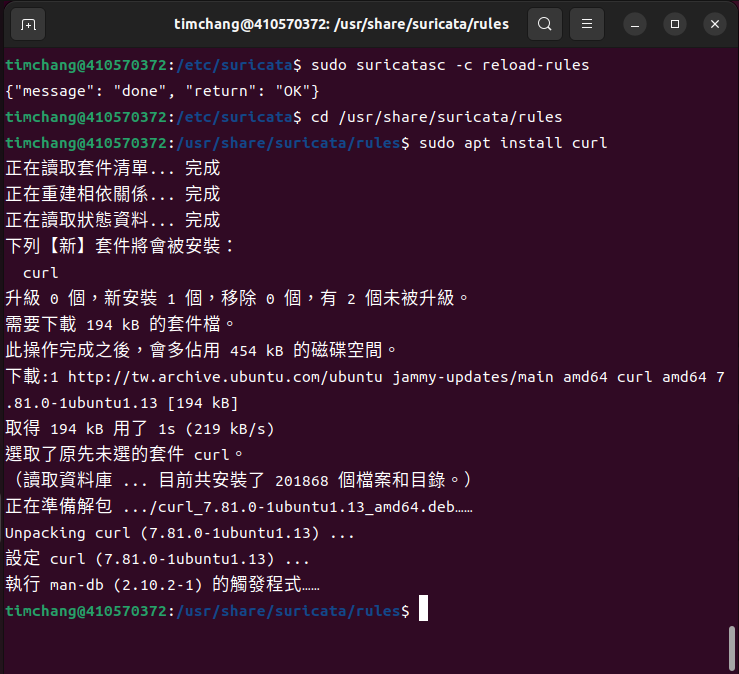 timchang@410570372: /usr/share/suricata/rules
timchang@410570372:/etc/suricata$ sudo suricatasc -c reload-rules
{"message": "done", "return": "OK"}
timchang@410570372:/etc/suricata$ cd /usr/share/suricata/rules
timchang@410570372:/usr/share/suricata/rules$ sudo apt install curl
正在讀取套件清單... 完成
正在重建相依關係... 完成
正在讀取狀態資料... 完成
下列【新】套件將會被安裝：
  curl
升級 0 個，新安裝 1 個，移除 0 個，有 2 個未被升級。
需要下載 194 kB 的套件檔。
此操作完成之後，會多佔用 454 kB 的磁碟空間。
下載:1 http://tw.archive.ubuntu.com/ubuntu jammy-updates/main amd64 curl amd64 7
.81.0-1ubuntu1.13 [194 kB]
取得 194 kB 用了 1s (219 kB/s)
選取了原先未選的套件 curl。
（讀取資料庫 ... 目前共安裝了 201868 個檔案和目錄。）
正在準備解包 .../curl_7.81.0-1ubuntu1.13_amd64.deb……
Unpacking curl (7.81.0-1ubuntu1.13) ...
設定 curl (7.81.0-1ubuntu1.13) ...
執行 man-db (2.10.2-1) 的觸發程式……
timchang@410570372:/usr/share/suricata/rules$